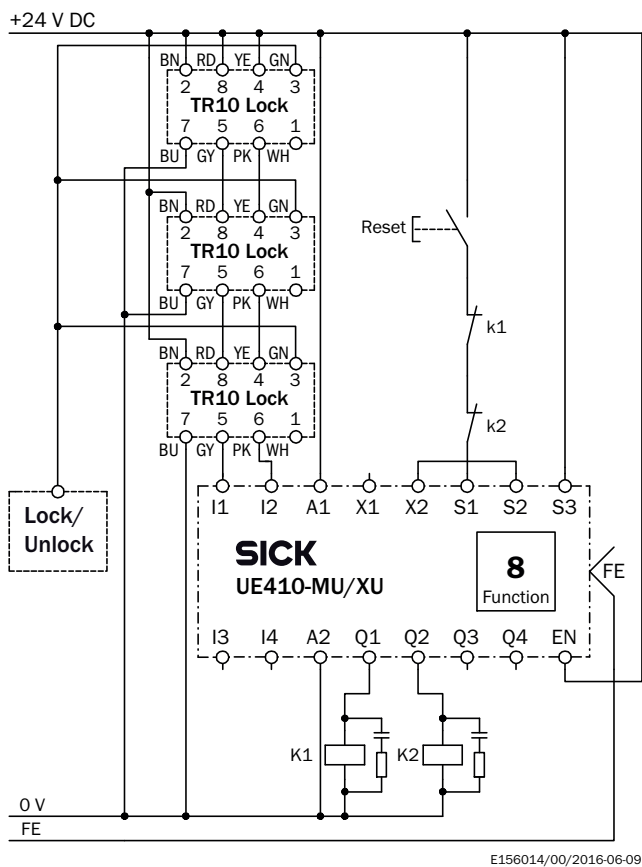 +24 V DC
BN RD YE GN
2 8 4 3
TR10 Lock
7 5 6 1
BU GY PK WH
BN RD YE GN
2 8 4 3
TR10 Lock
7 5 6 1
BU GY PK WH
BN RD YE GN
2 8 4 3
TR10 Lock
7 5 6 1
BU GY PK WH
Reset
k1
k2
Lock/
Unlock
I1 I2 A1 X1 X2 S1 S2 S3
SICK
UE410-MU/XU
8
Function
FE
I3 I4 A2 Q1 Q2 Q3 Q4 EN
K1 K2
0 V
FE
E156014/00/2016-06-09